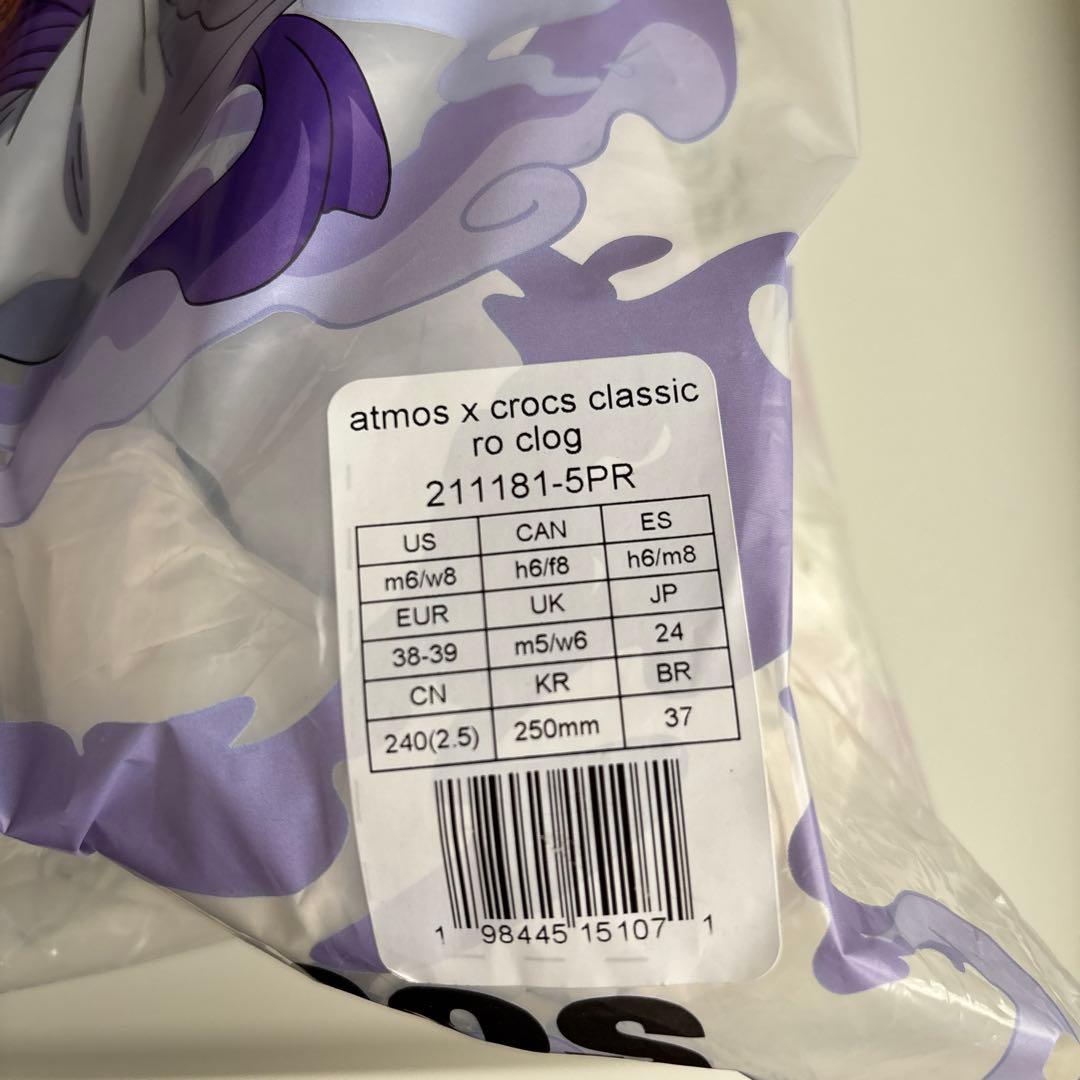 atmos x crocs classic
ro clog
211181-5PR
US CAN ES
m6/w8 h6/f8 h6/m8
EUR UK JP
38-39 m5/w6 24
CN KR BR
240(2.5) 250mm 37
1 98445 15107 1